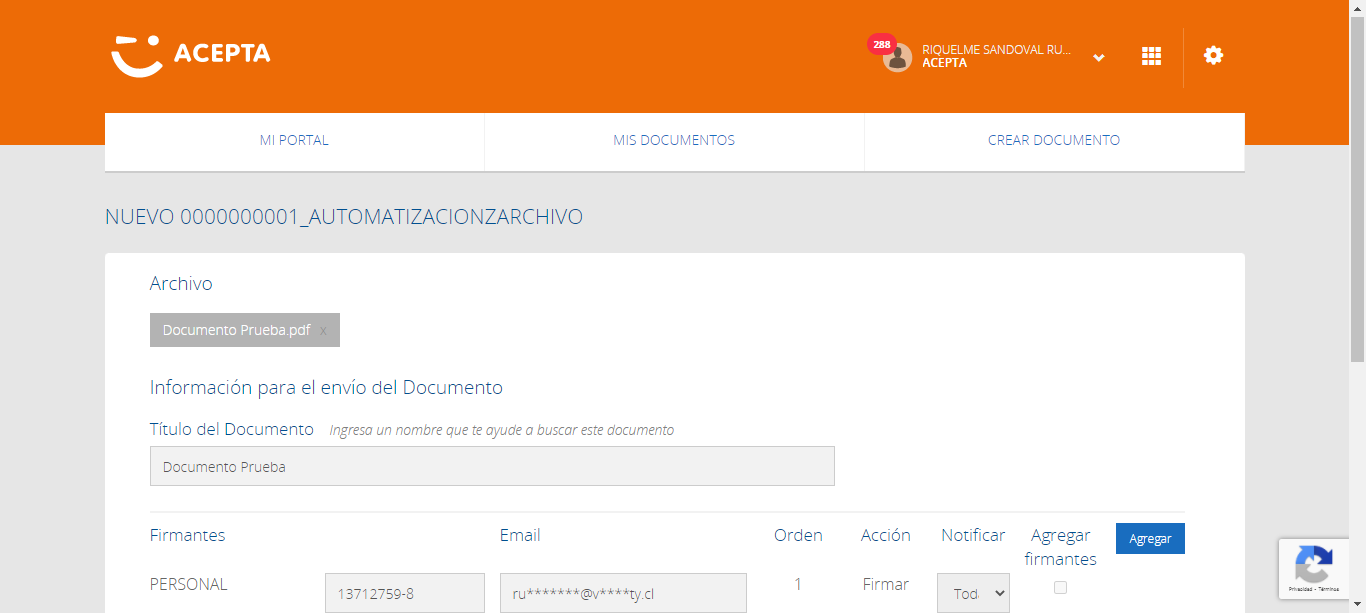 ACEPTA
288
RIQUELME SANDOVAL RU...
ACEPTA
MI PORTAL
MIS DOCUMENTOS
CREAR DOCUMENTO
NUEVO 0000000001_AUTOMATIZACIONZARCHIVO
Archivo
Documento Prueba.pdf x
Información para el envío del Documento
Título del Documento Ingresa un nombre que te ayude a buscar este documento
Documento Prueba
Firmantes Email Orden Acción Notificar Agregar firmantes Agregar
PERSONAL 13712759-8 ru*******@v****ty.cl 1 Firmar Tod
Privacidad - Términos